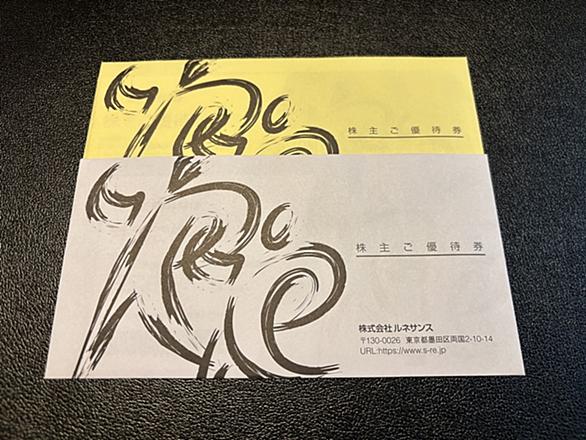 株主ご優待券
株主ご優待券
株式会社 ルネサンス
〒130-0026 東京都墨田区両国2-10-14
URL:https://www.s-re.jp